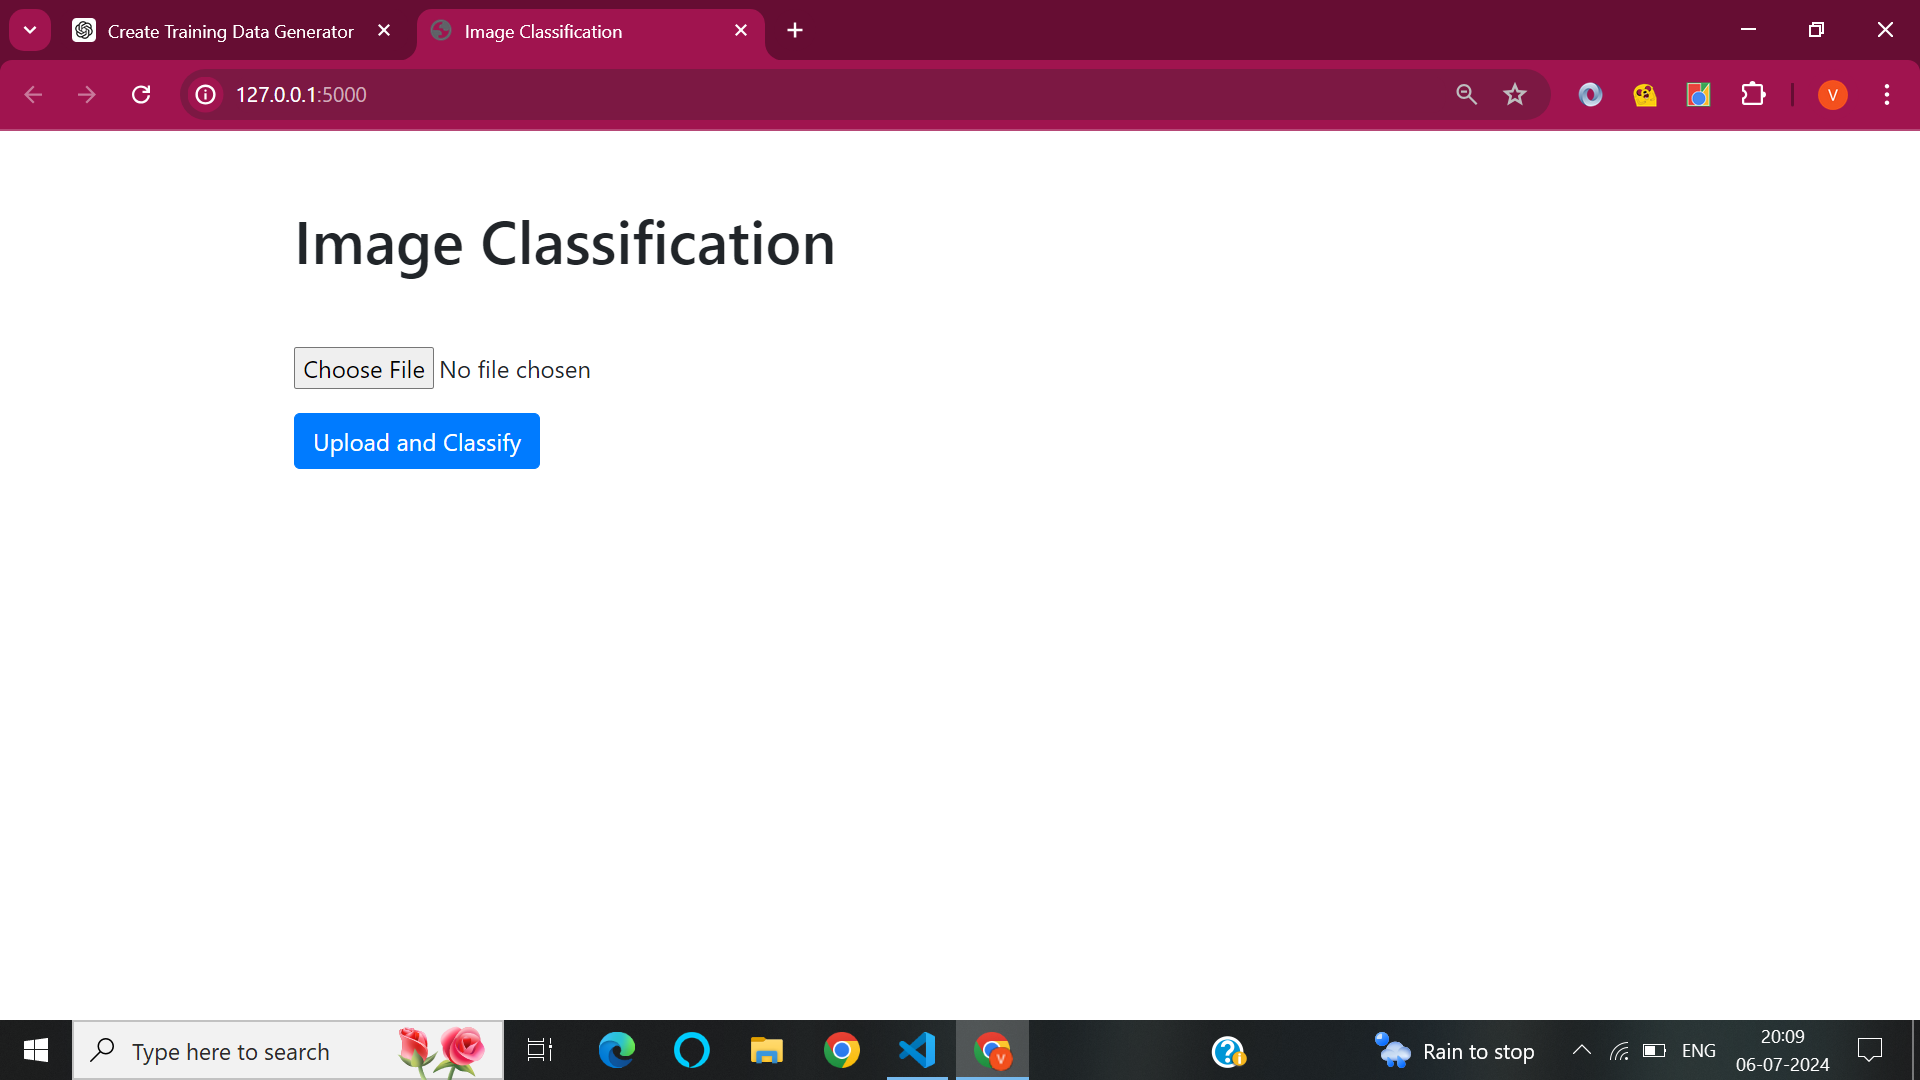 Create Training Data Generator
Image Classification
127.0.0.1:5000
V
Image Classification
Choose File No file chosen
Upload and Classify
Type here to search
V
Rain to stop
ENG
20:09
06-07-2024